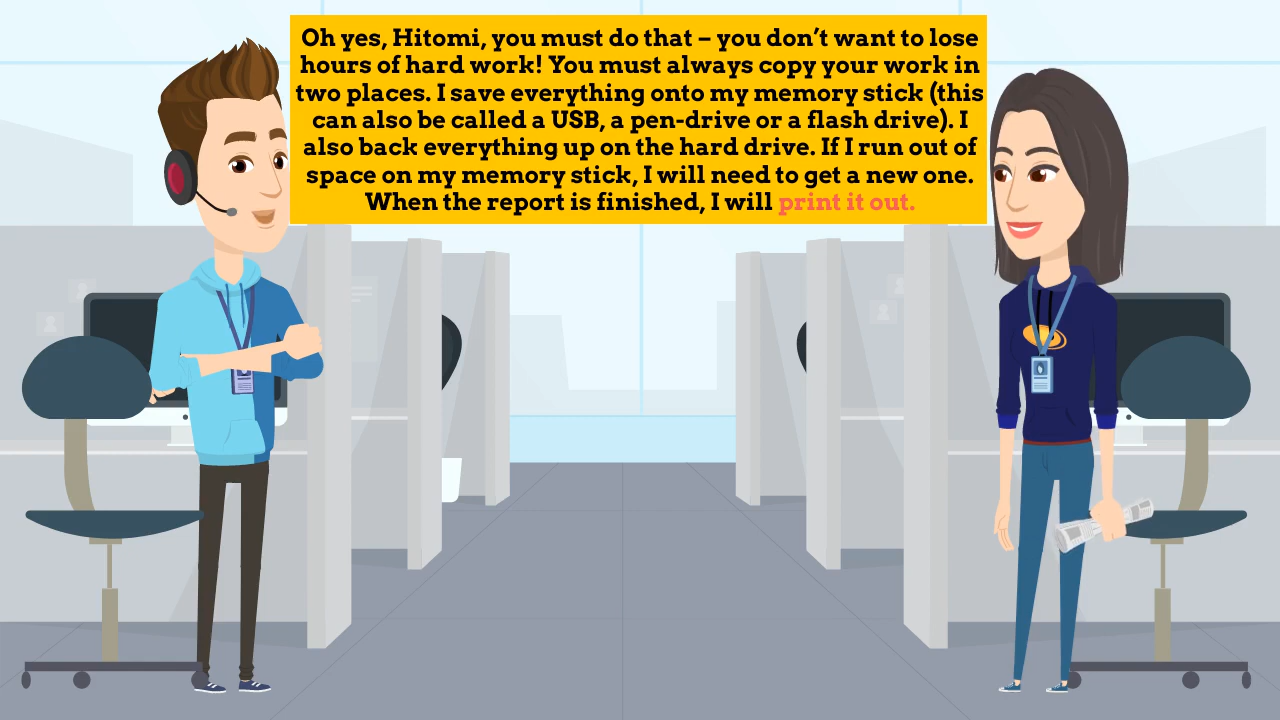 Oh yes, Hitomi, you must do that – you don’t want to lose
hours of hard work! You must always copy your work in
two places. I save everything onto my memory stick (this
can also be called a USB, a pen-drive or a flash drive). I
also back everything up on the hard drive. If I run out of
space on my memory stick, I will need to get a new one.
When the report is finished, I will print it out.